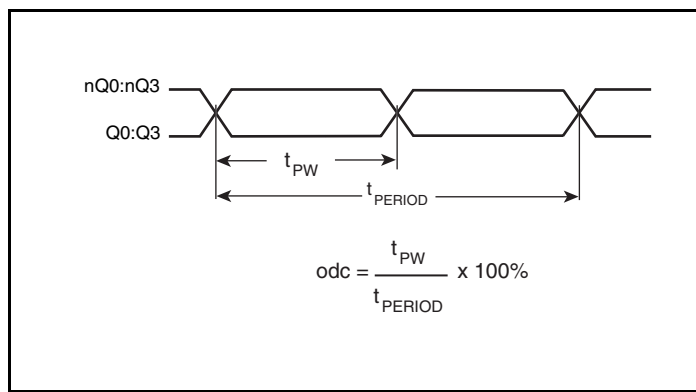 nQ0:nQ3
Q0:Q3
tPW
tPERIOD
odc = tPW / tPERIOD x 100%